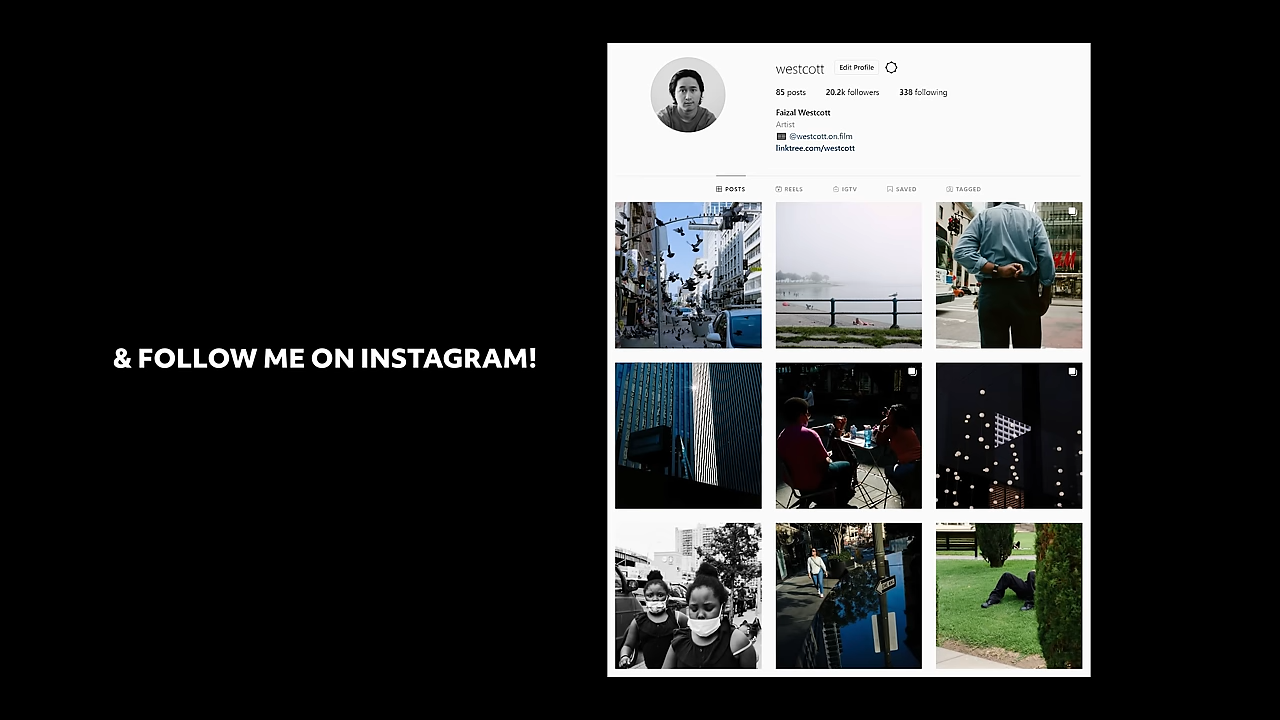 & FOLLOW ME ON INSTAGRAM!
westcott Edit Profile
85 posts 20.2k followers 338 following
Faizal Westcott
Artist
@westcott.on.film
linktree.com/westcott
POSTS REELS IGTV SAVED TAGGED